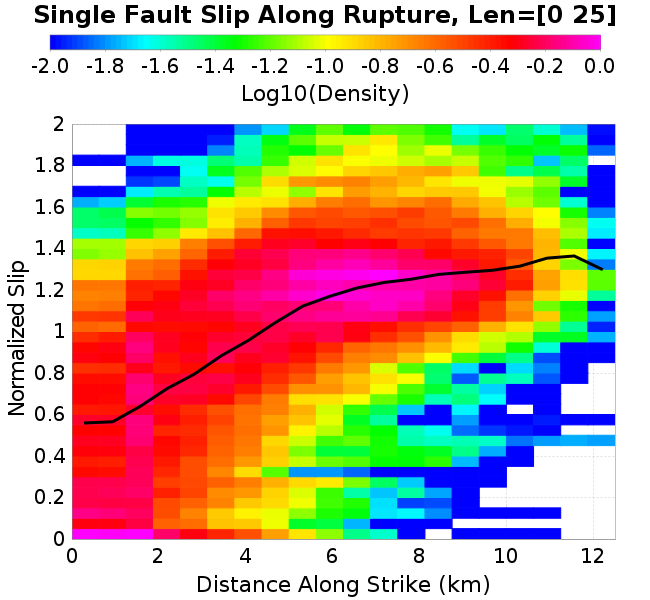 Single Fault Slip Along Rupture, Len=[0 25]
-2.0 -1.8 -1.6 -1.4 -1.2 -1.0 -0.8 -0.6 -0.4 -0.2 0.0
Log10(Density)
2
1.8
1.6
1.4
1.2
1
0.8
0.6
0.4
0.2
0
Normalized Slip
0 2 4 6 8 10 12
Distance Along Strike (km)